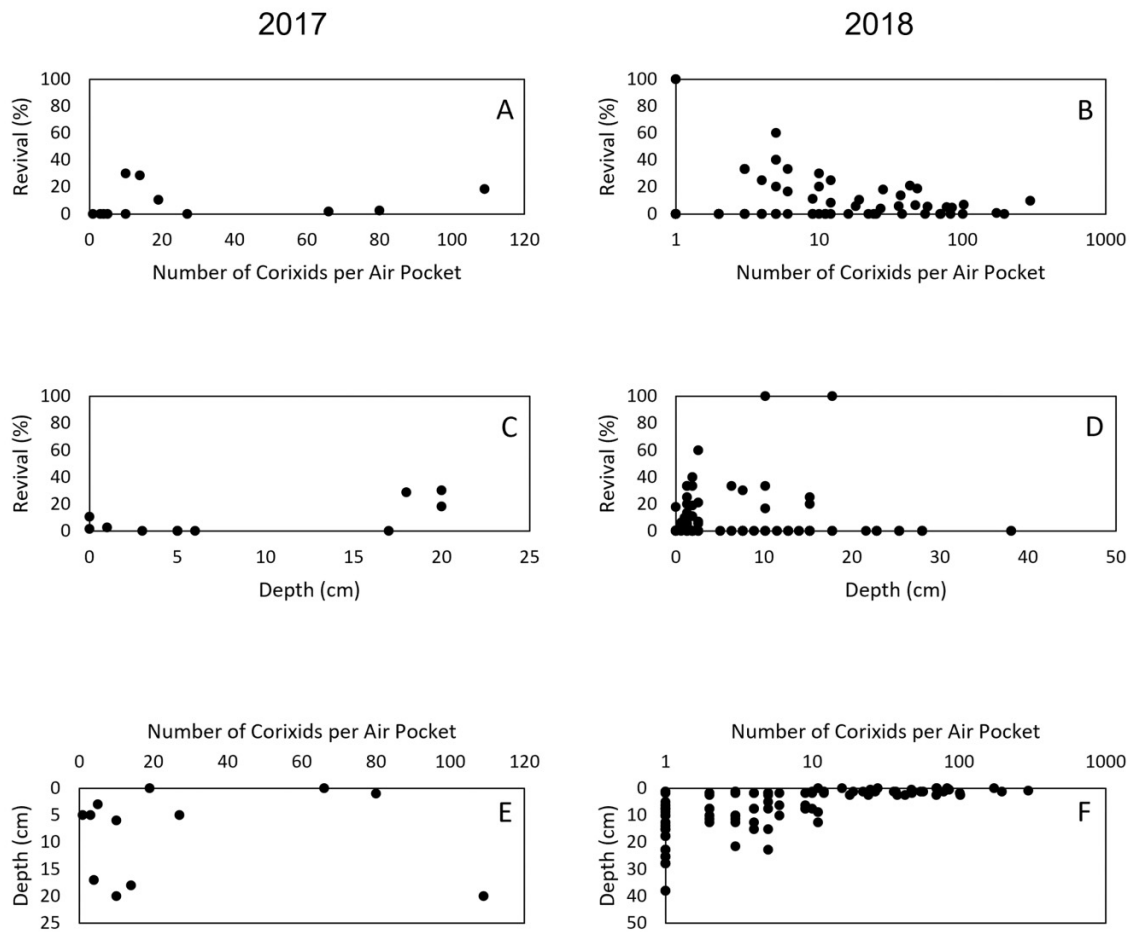 2017 2018
100
80
60
40
20
0
Revival (%)
A
0 20 40 60 80 100 120
Number of Corixids per Air Pocket
100
80
60
40
20
0
Revival (%)
B
1 10 100 1000
Number of Corixids per Air Pocket
100
80
60
40
20
0
Revival (%)
C
0 5 10 15 20 25
Depth (cm)
100
80
60
40
20
0
Revival (%)
D
0 10 20 30 40 50
Depth (cm)
Number of Corixids per Air Pocket
0 20 40 60 80 100 120
0
5
10
15
20
25
Depth (cm)
E
Number of Corixids per Air Pocket
1 10 100 1000
0
10
20
30
40
50
Depth (cm)
F